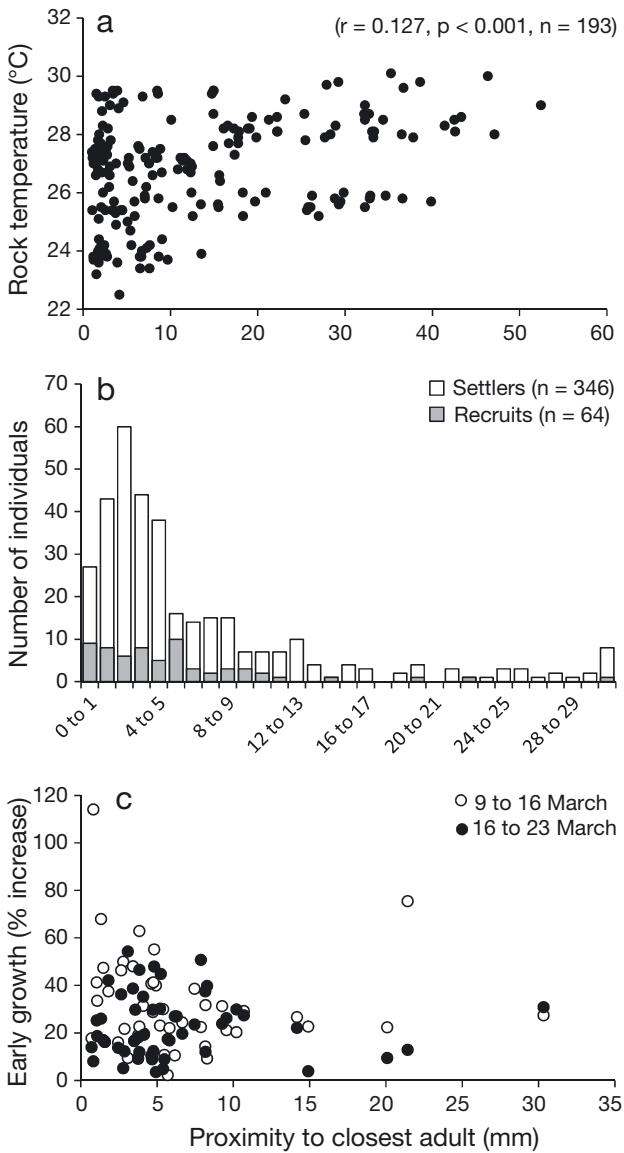 a
(r = 0.127, p < 0.001, n = 193)
Rock temperature (°C)
32
30
28
26
24
22
0 10 20 30 40 50 60
b
Settlers (n = 346)
Recruits (n = 64)
Number of individuals
70
60
50
40
30
20
10
0
0 to 1 4 to 5 8 to 9 12 to 13 16 to 17 20 to 21 24 to 25 28 to 29
c
9 to 16 March
16 to 23 March
Early growth (% increase)
120
100
80
60
40
20
0
0 5 10 15 20 25 30 35
Proximity to closest adult (mm)